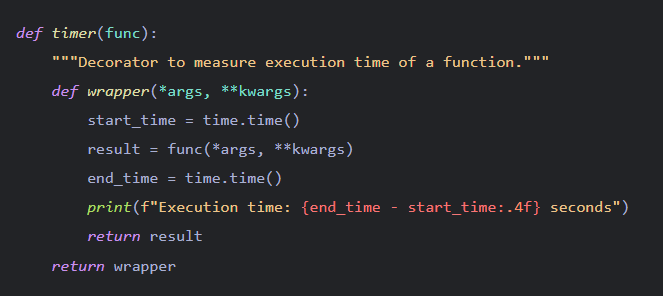 def timer(func):
    """Decorator to measure execution time of a function."""
    def wrapper(*args, **kwargs):
        start_time = time.time()
        result = func(*args, **kwargs)
        end_time = time.time()
        print(f"Execution time: {end_time - start_time:.4f} seconds")
        return result
    return wrapper